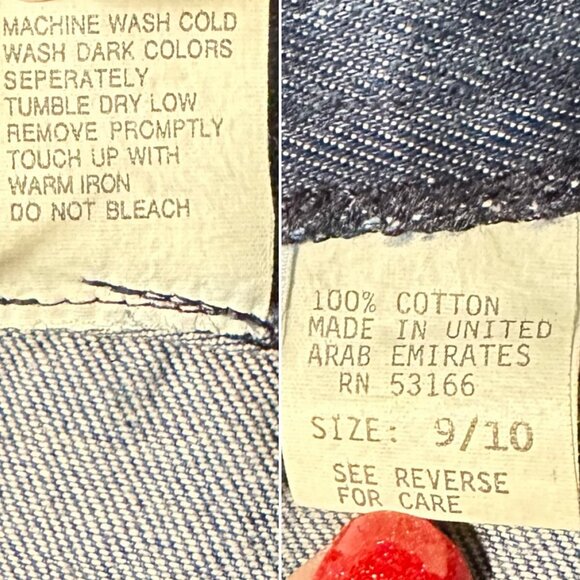 MACHINE WASH COLD
WASH DARK COLORS
SEPERATELY
TUMBLE DRY LOW
REMOVE PROMPTLY
TOUCH UP WITH
WARM IRON
DO NOT BLEACH
100% COTTON
MADE IN UNITED
ARAB EMIRATES
RN 53166
SIZE: 9/10
SEE REVERSE
FOR CARE